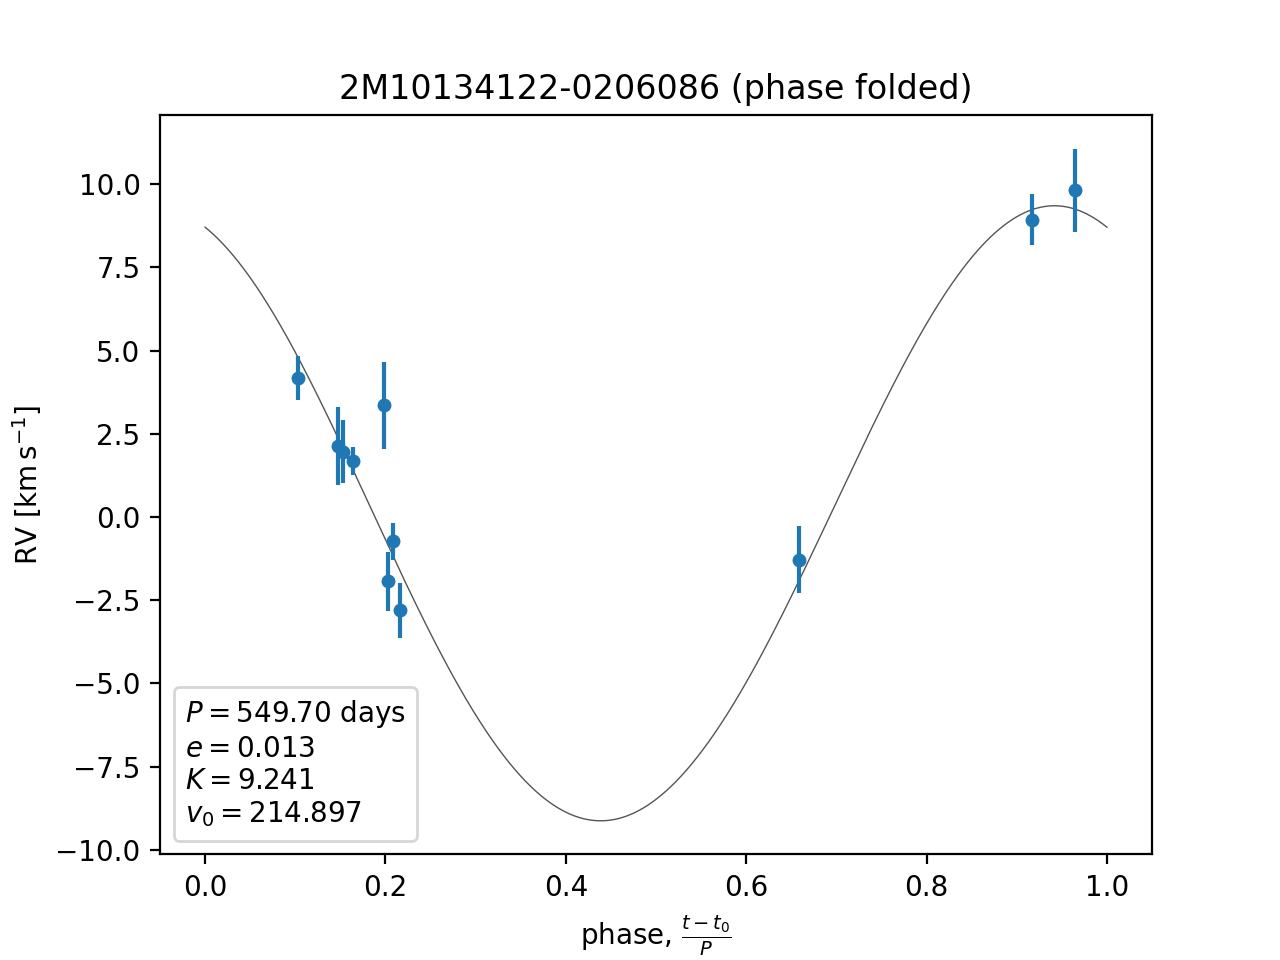 2M10134122-0206086 (phase folded)
10.0
7.5
5.0
2.5
0.0
−2.5
−5.0
−7.5
−10.0
RV [km s⁻¹]
P = 549.70 days
e = 0.013
K = 9.241
v₀ = 214.897
0.0 0.2 0.4 0.6 0.8 1.0
phase, (t − t₀)/P